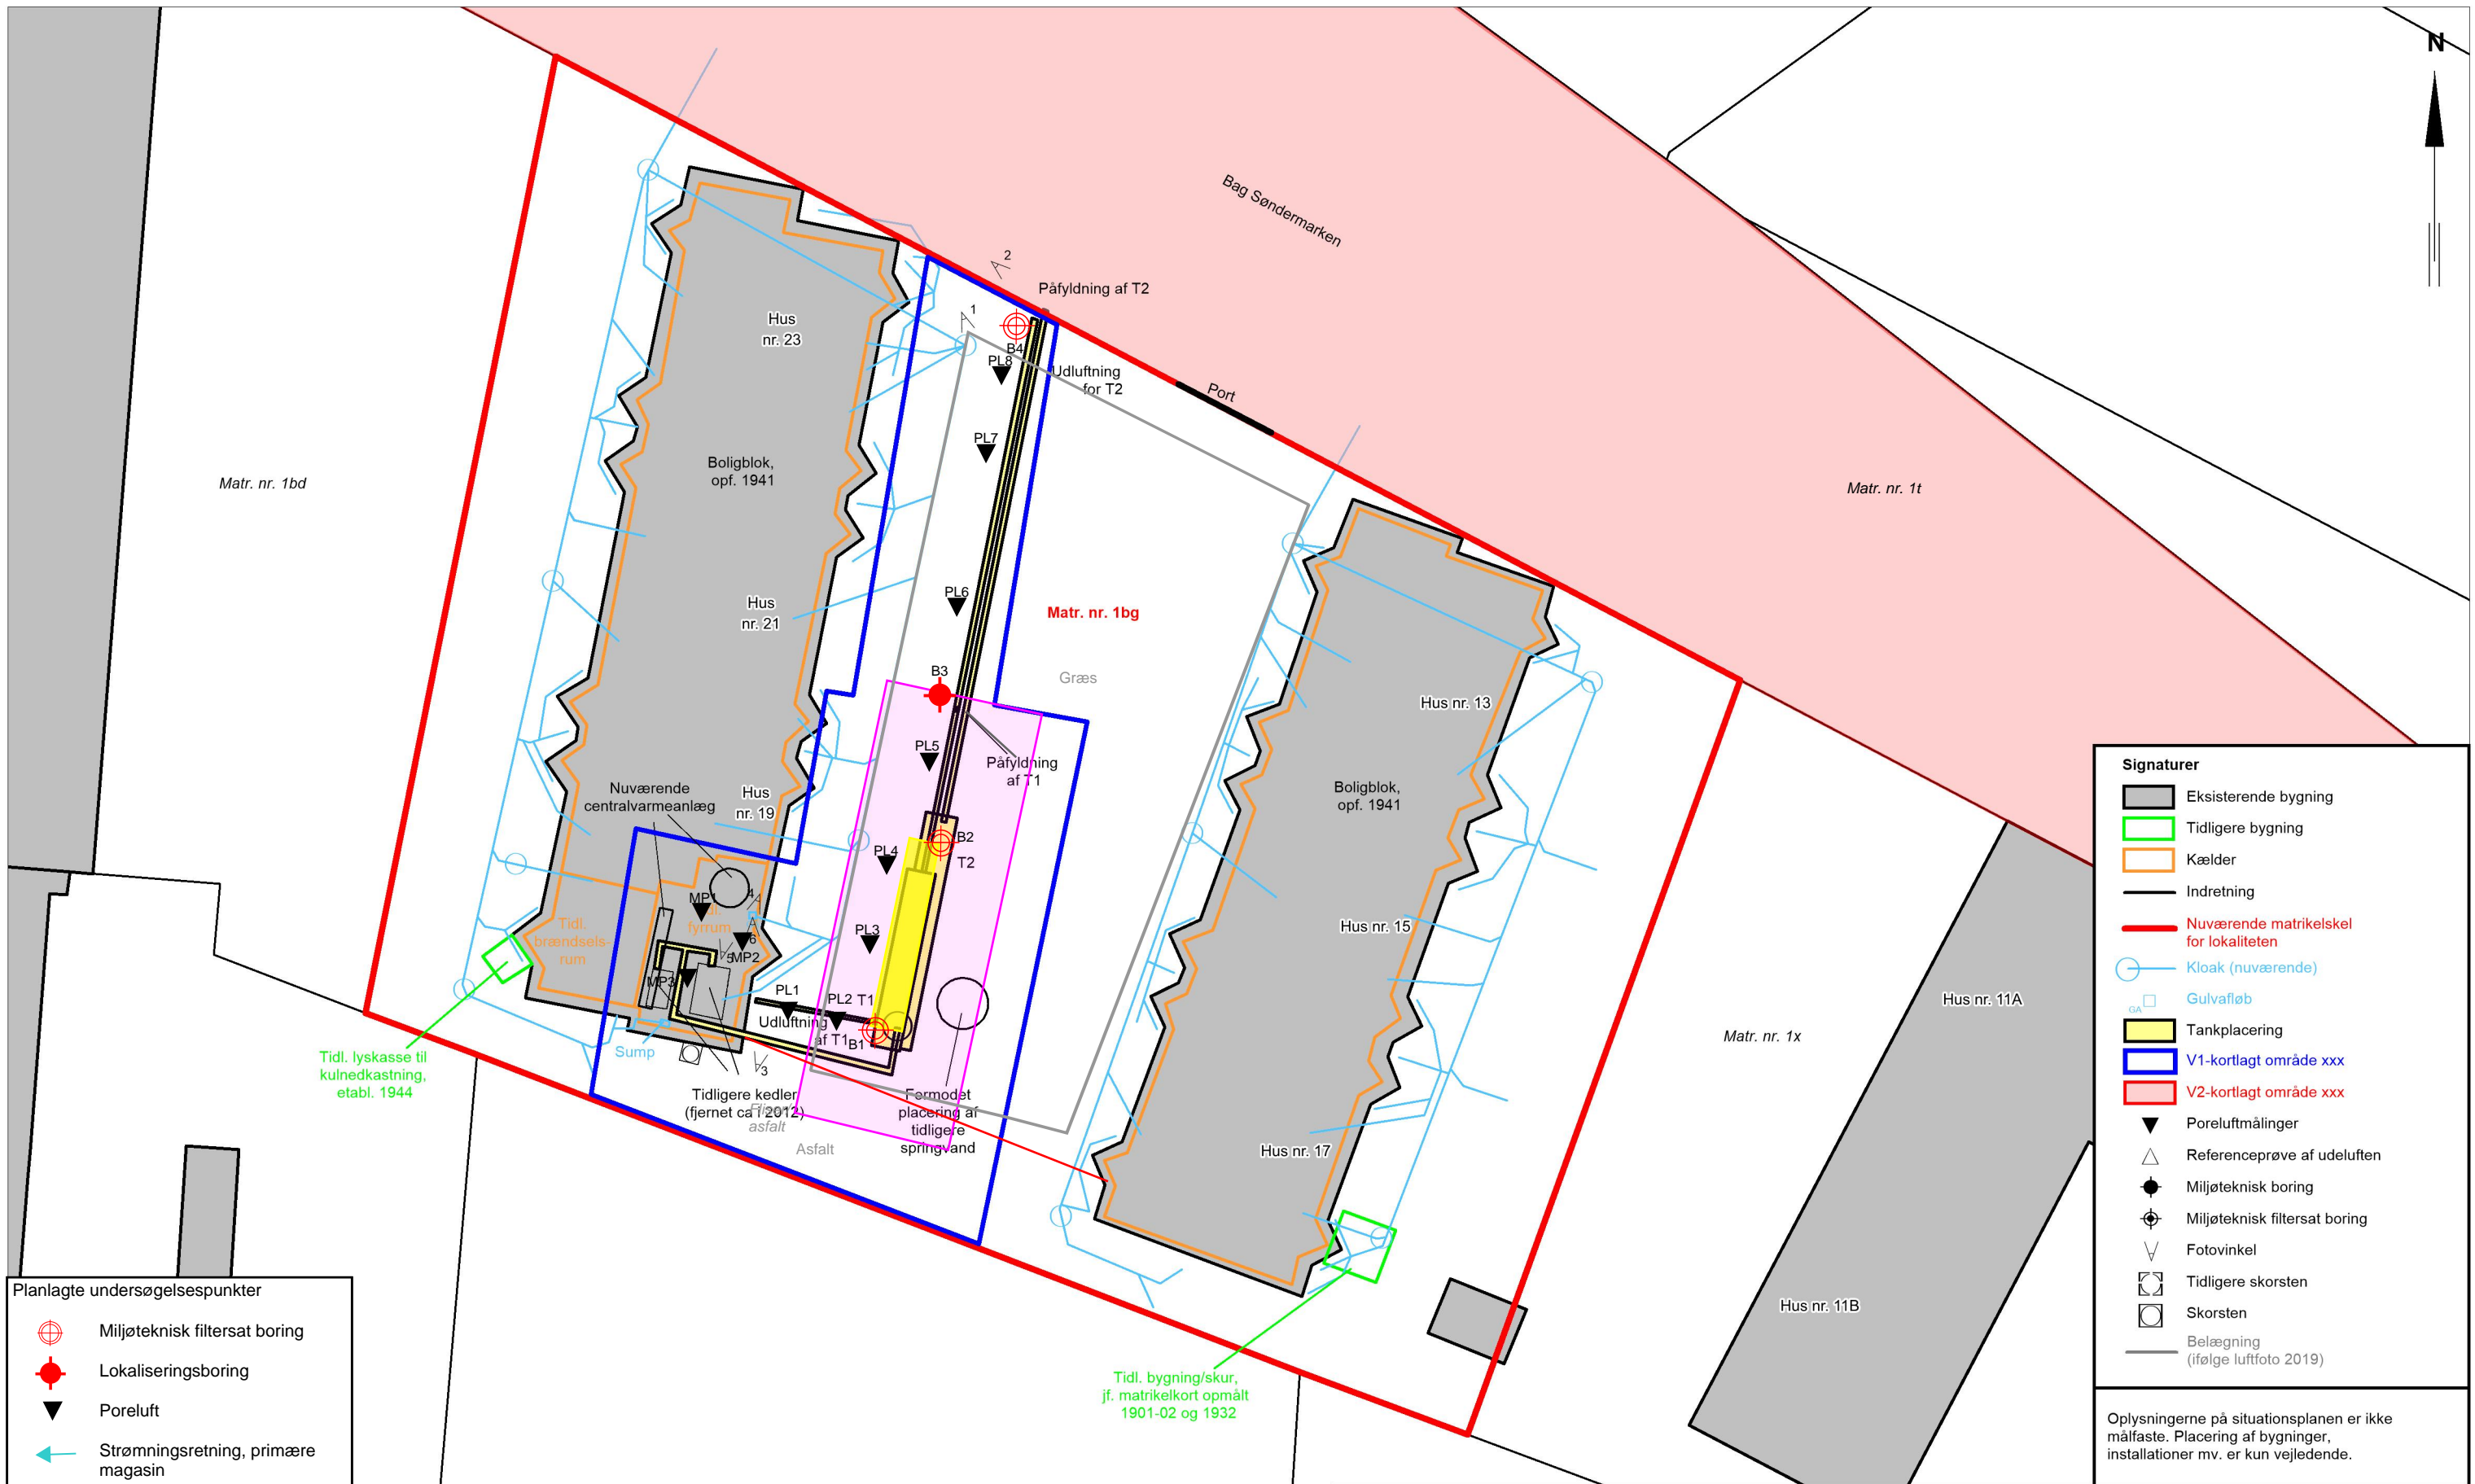 N
Bag Søndermarken
2
Påfyldning af T2
1
B4
PL8
Udluftning
for T2
Port
Hus
nr. 23
PL7
Boligblok,
opf. 1941
Matr. nr. 1bd
Matr. nr. 1t
PL6
Hus
nr. 21
Matr. nr. 1bg
B3
Græs
Hus nr. 13
PL5
Påfyldning
af T1
Nuværende
centralvarmeanlæg
Hus
nr. 19
Boligblok,
opf. 1941
B2
T2
PL4
MP1
4
fyrrum
Tidl.
brændsels-
rum
6
5
MP2
MP3
PL3
Hus nr. 15
PL1
PL2
T1
Udluftning
af T1
B1
Sump
3
Tidl. lyskasse til
kulnedkastning,
etabl. 1944
Tidligere kedler
(fjernet ca i 2012)
asfalt
Asfalt
Formodet
placering af
tidligere
springvand
Hus nr. 17
Hus nr. 11A
Matr. nr. 1x
Hus nr. 11B
Tidl. bygning/skur,
jf. matrikelkort opmålt
1901-02 og 1932
Planlagte undersøgelsespunkter
Miljøteknisk filtersat boring
Lokaliseringsboring
Poreluft
Strømningsretning, primære
magasin
Signaturer
Eksisterende bygning
Tidligere bygning
Kælder
Indretning
Nuværende matrikelskel
for lokaliteten
Kloak (nuværende)
GA
Gulvafløb
Tankplacering
V1-kortlagt område xxx
V2-kortlagt område xxx
Poreluftmålinger
Referenceprøve af udeluften
Miljøteknisk boring
Miljøteknisk filtersat boring
Fotovinkel
Tidligere skorsten
Skorsten
Belægning
(ifølge luftfoto 2019)
Oplysningerne på situationsplanen er ikke
målfaste. Placering af bygninger,
installationer mv. er kun vejledende.